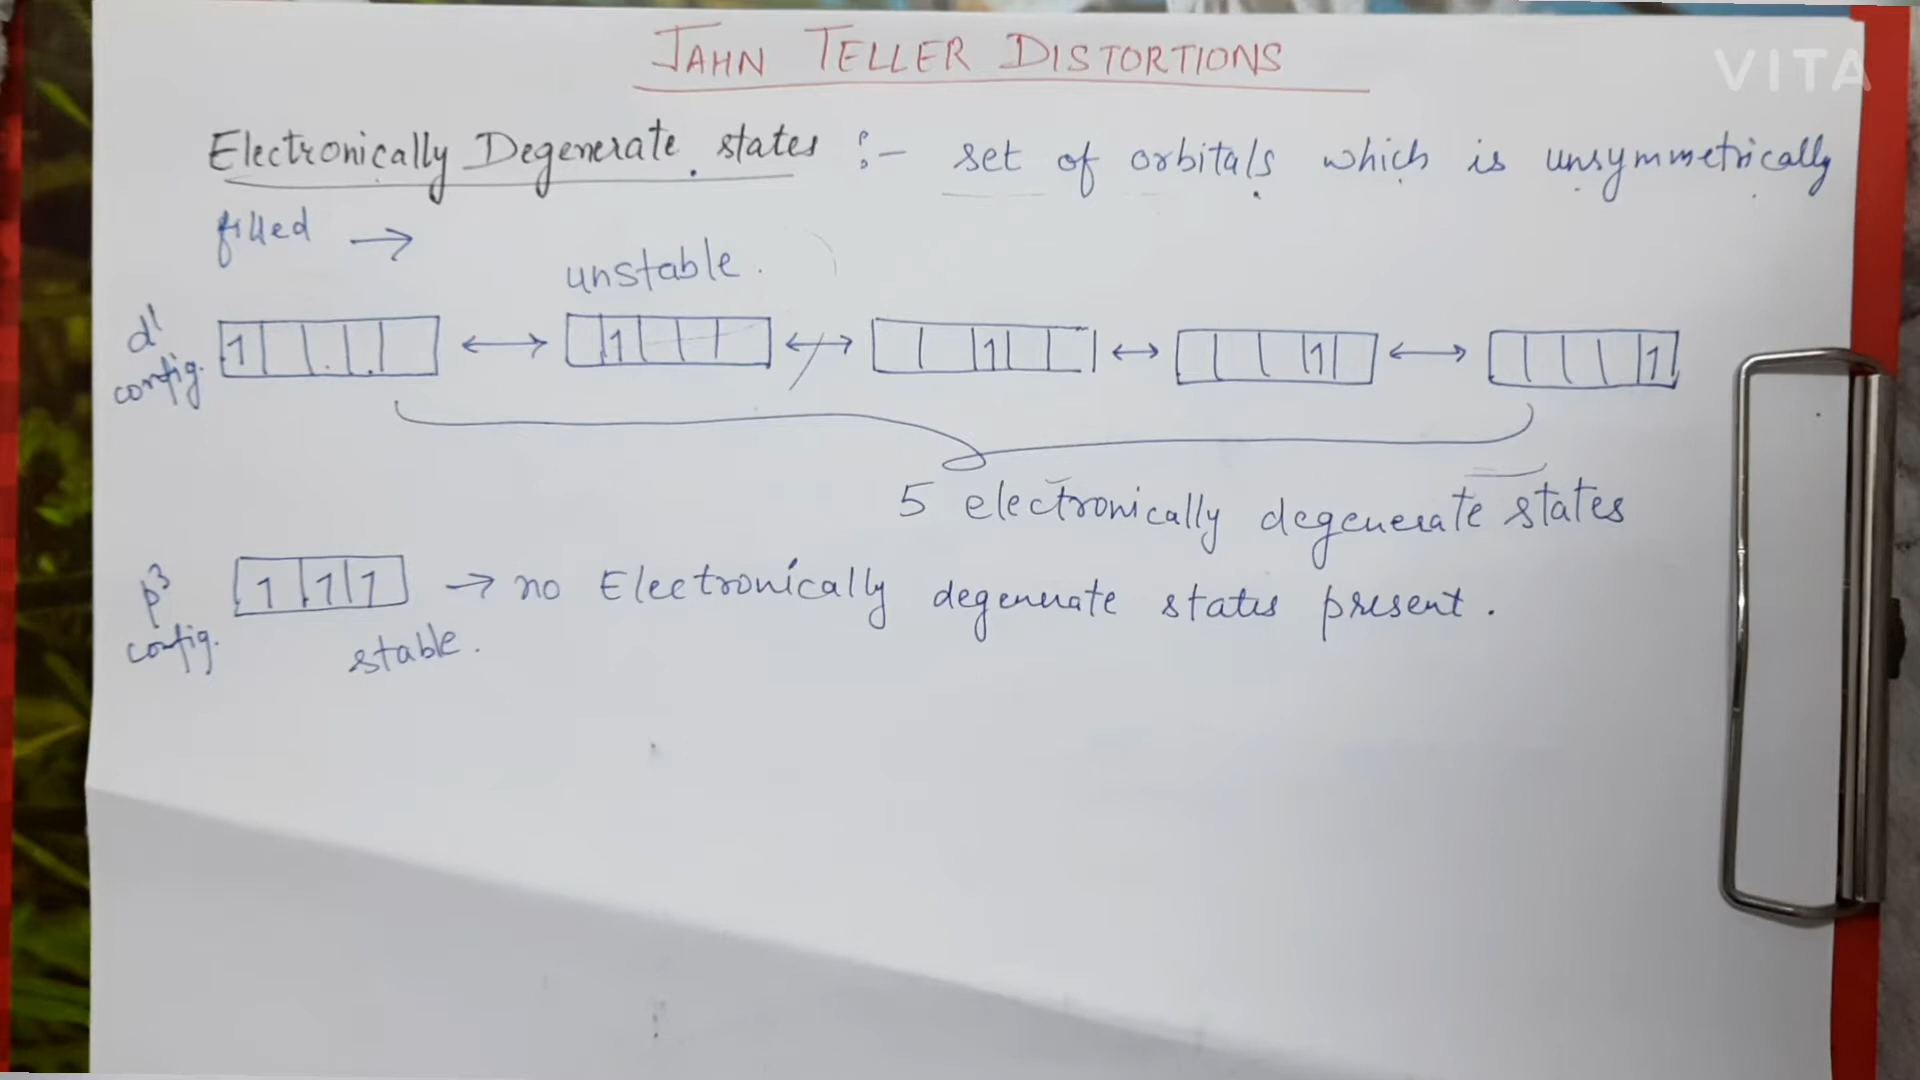 JAHN TELLER DISTORTIONS
VITA
Electronically Degenerate states :- set of orbitals which is unsymmetrically
filled →
unstable.
d¹ config. 1 ↔ 1 ↔ 1 ↔ 1 ↔ 1
5 electronically degenerate states
p³ config. 1 1 1 → no Electronically degenerate states present.
stable.